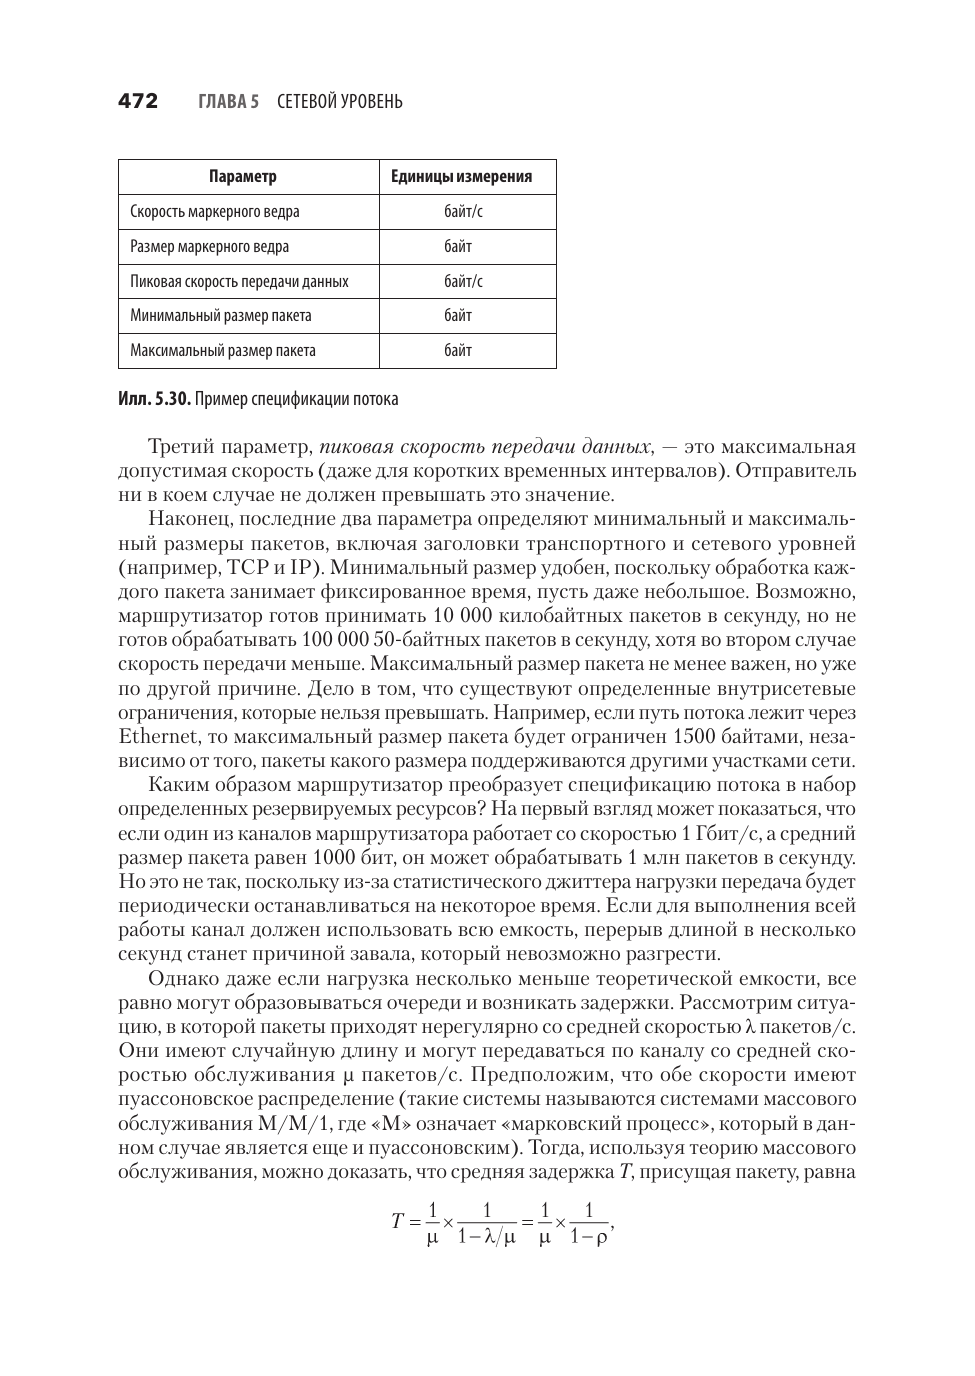 472 ГЛАВА 5 СЕТЕВОЙ УРОВЕНЬ
Параметр Единицы измерения
Скорость маркерного ведра байт/с
Размер маркерного ведра байт
Пиковая скорость передачи данных байт/с
Минимальный размер пакета байт
Максимальный размер пакета байт
Илл. 5.30. Пример спецификации потока
Третий параметр, пиковая скорость передачи данных, — это максимальная
допустимая скорость (даже для коротких временных интервалов). Отправитель
ни в коем случае не должен превышать это значение.
Наконец, последние два параметра определяют минимальный и максималь-
ный размеры пакетов, включая заголовки транспортного и сетевого уровней
(например, TCP и IP). Минимальный размер удобен, поскольку обработка каж-
дого пакета занимает фиксированное время, пусть даже небольшое. Возможно,
маршрутизатор готов принимать 10 000 килобайтных пакетов в секунду, но не
готов обрабатывать 100 000 50-байтных пакетов в секунду, хотя во втором случае
скорость передачи меньше. Максимальный размер пакета не менее важен, но уже
по другой причине. Дело в том, что существуют определенные внутрисетевые
ограничения, которые нельзя превышать. Например, если путь потока лежит через
Ethernet, то максимальный размер пакета будет ограничен 1500 байтами, неза-
висимо от того, пакеты какого размера поддерживаются другими участками сети.
Каким образом маршрутизатор преобразует спецификацию потока в набор
определенных резервируемых ресурсов? На первый взгляд может показаться, что
если один из каналов маршрутизатора работает со скоростью 1 Гбит/с, а средний
размер пакета равен 1000 бит, он может обрабатывать 1 млн пакетов в секунду.
Но это не так, поскольку из-за статистического джиттера нагрузки передача будет
периодически останавливаться на некоторое время. Если для выполнения всей
работы канал должен использовать всю емкость, перерыв длиной в несколько
секунд станет причиной завала, который невозможно разгрести.
Однако даже если нагрузка несколько меньше теоретической емкости, все
равно могут образовываться очереди и возникать задержки. Рассмотрим ситуа-
цию, в которой пакеты приходят нерегулярно со средней скоростью λ пакетов/с.
Они имеют случайную длину и могут передаваться по каналу со средней ско-
ростью обслуживания μ пакетов/с. Предположим, что обе скорости имеют
пуассоновское распределение (такие системы называются системами массового
обслуживания M/M/1, где «M» означает «марковский процесс», который в дан-
ном случае является еще и пуассоновским). Тогда, используя теорию массового
обслуживания, можно доказать, что средняя задержка T, присущая пакету, равна
T = 1/μ × 1/(1 − λ/μ) = 1/μ × 1/(1 − ρ),